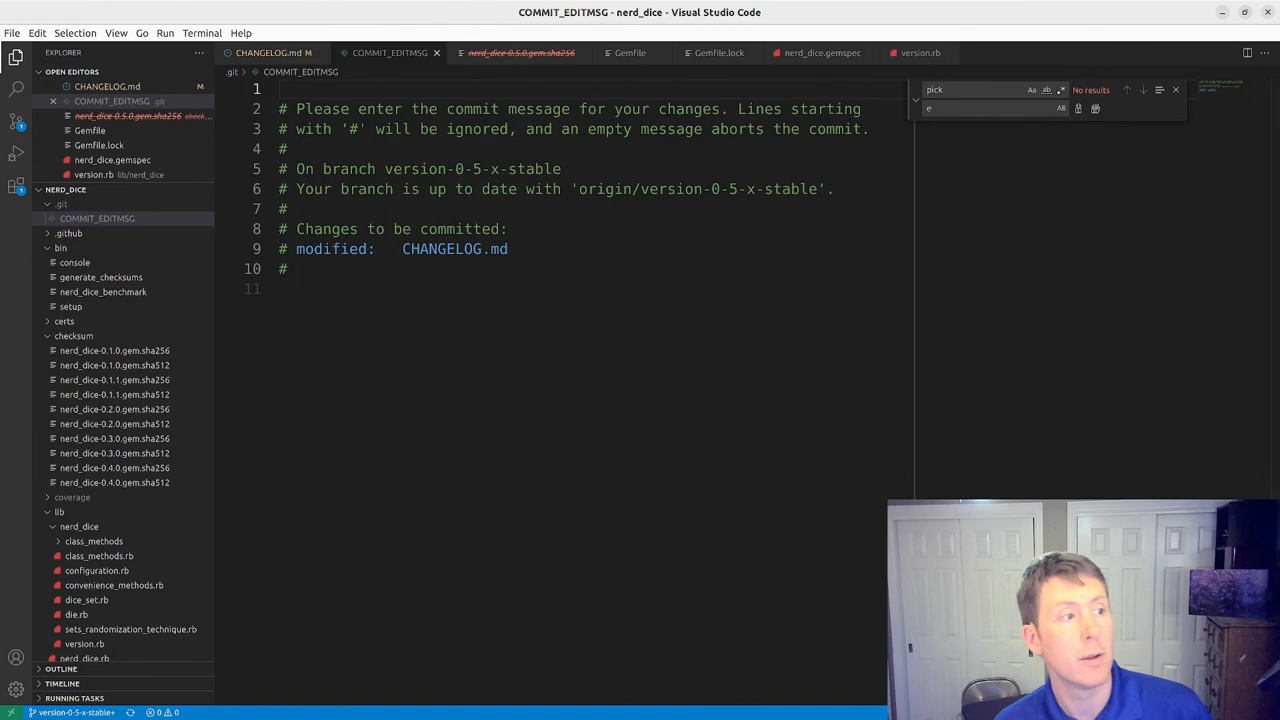 COMMIT_EDITMSG - nerd_dice - Visual Studio Code
File Edit Selection View Go Run Terminal Help
EXPLORER
OPEN EDITORS
CHANGELOG.md M
COMMIT_EDITMSG .git
nerd_dice-0.5.0.gem.sha256 check...
Gemfile
Gemfile.lock
nerd_dice.gemspec
version.rb lib/nerd_dice
NERD_DICE
.git
COMMIT_EDITMSG
.github
bin
console
generate_checksums
nerd_dice_benchmark
setup
certs
checksum
nerd_dice-0.1.0.gem.sha256
nerd_dice-0.1.0.gem.sha512
nerd_dice-0.1.1.gem.sha256
nerd_dice-0.1.1.gem.sha512
nerd_dice-0.2.0.gem.sha256
nerd_dice-0.2.0.gem.sha512
nerd_dice-0.3.0.gem.sha256
nerd_dice-0.3.0.gem.sha512
nerd_dice-0.4.0.gem.sha256
nerd_dice-0.4.0.gem.sha512
coverage
lib
nerd_dice
class_methods
class_methods.rb
configuration.rb
convenience_methods.rb
dice_set.rb
die.rb
sets_randomization_technique.rb
version.rb
nerd_dice.rb
OUTLINE
TIMELINE
RUNNING TASKS
CHANGELOG.md M COMMIT_EDITMSG nerd_dice-0.5.0.gem.sha256 Gemfile Gemfile.lock nerd_dice.gemspec version.rb
.git > COMMIT_EDITMSG
1
2 # Please enter the commit message for your changes. Lines starting
3 # with '#' will be ignored, and an empty message aborts the commit.
4 #
5 # On branch version-0-5-x-stable
6 # Your branch is up to date with 'origin/version-0-5-x-stable'.
7 #
8 # Changes to be committed:
9 # modified: CHANGELOG.md
10 #
11
pick Aa ab .* No results
e AB
version-0-5-x-stable+ 0 0